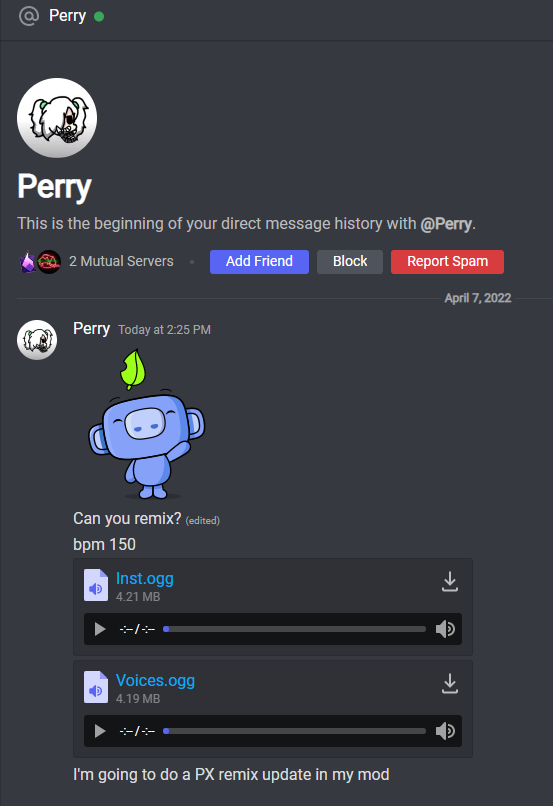 @ Perry
Perry
This is the beginning of your direct message history with @Perry.
2 Mutual Servers • Add Friend Block Report Spam
April 7, 2022
Perry Today at 2:25 PM
Can you remix? (edited)
bpm 150
Inst.ogg
4.21 MB
-:--/-:--
Voices.ogg
4.19 MB
-:--/-:--
I'm going to do a PX remix update in my mod